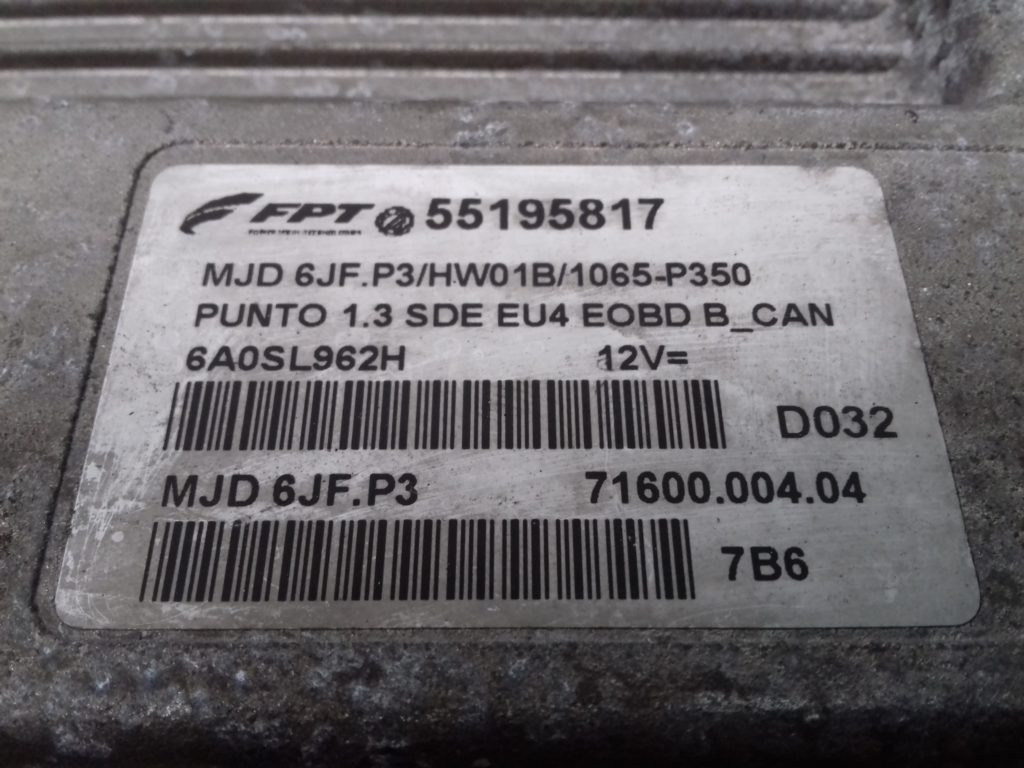 FPT 55195817
MJD 6JF.P3/HW01B/1065-P350
PUNTO 1.3 SDE EU4 EOBD B_CAN
6A0SL962H 12V=
D032
MJD 6JF.P3 71600.004.04
7B6